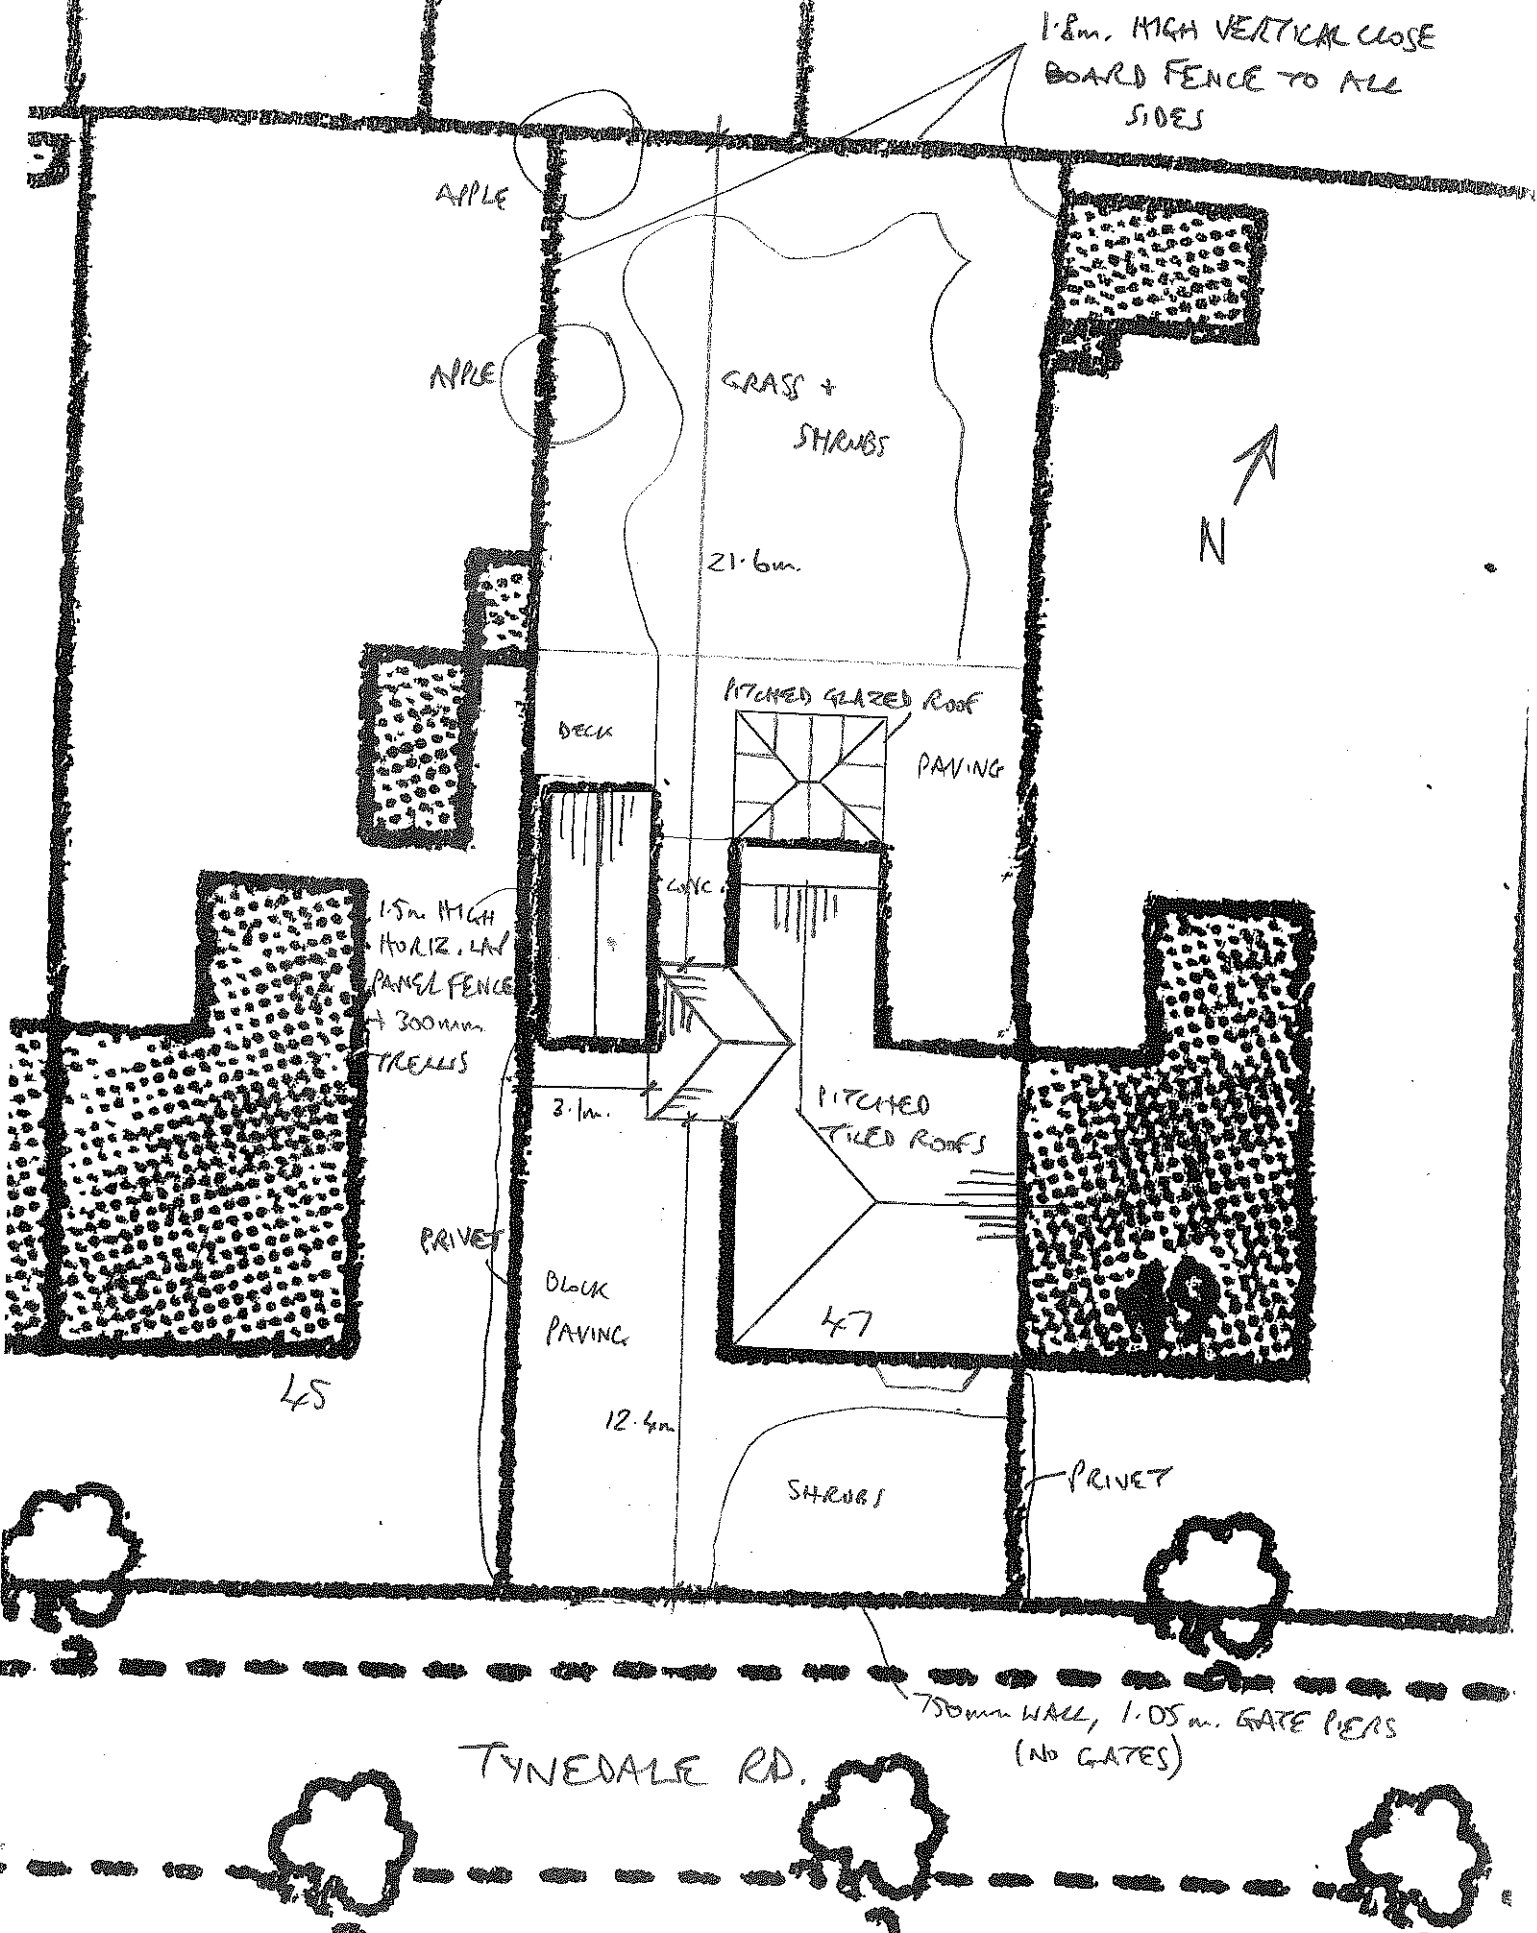 1.8m. HIGH VERTICAL CLOSE
BOARD FENCE TO ALL
SIDES
APPLE
APPLE
GRASS +
SHRUBS
N
21.6m.
PITCHED GLAZED ROOF
DECK
PAVING
CONC.
1.5m HIGH
HORIZ. LAP
PANEL FENCE
+ 300mm
TRELLIS
3.1m.
PITCHED
TILED ROOFS
PRIVET
BLOCK
PAVING
47
45
12.4m
SHRUBS
PRIVET
750mm WALL, 1.05m. GATE PIERS
(NO GATES)
TYNEDALE RD.